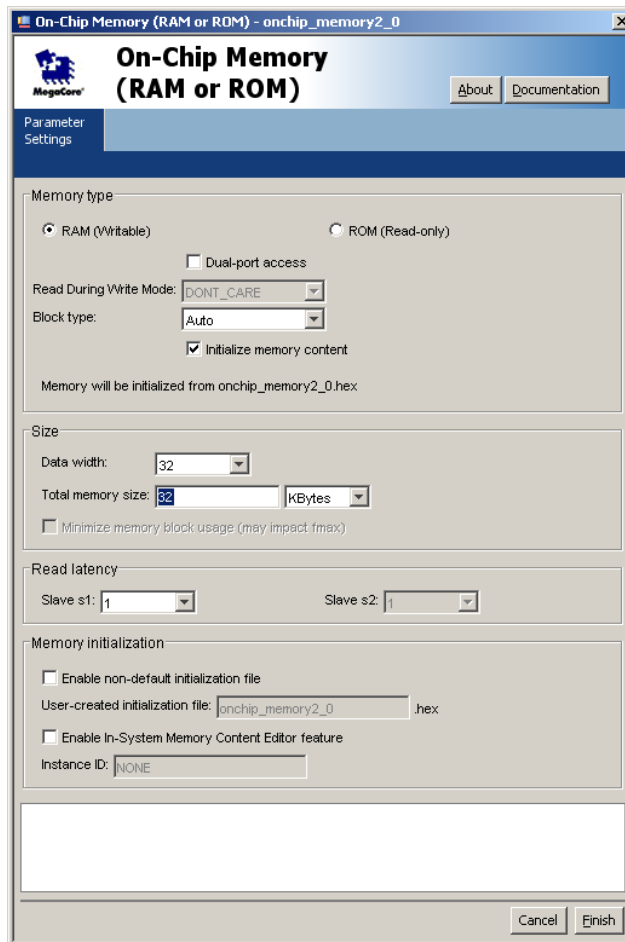 On-Chip Memory (RAM or ROM) - onchip_memory2_0
MegaCore'
On-Chip Memory
(RAM or ROM)
About Documentation
Parameter
Settings
Memory type
RAM (Writable) ROM (Read-only)
Dual-port access
Read During Write Mode: DONT_CARE
Block type: Auto
Initialize memory content
Memory will be initialized from onchip_memory2_0.hex
Size
Data width: 32
Total memory size: 32 KBytes
Minimize memory block usage (may impact fmax)
Read latency
Slave s1: 1 Slave s2: 1
Memory initialization
Enable non-default initialization file
User-created initialization file: onchip_memory2_0 .hex
Enable In-System Memory Content Editor feature
Instance ID: NONE
Cancel Finish